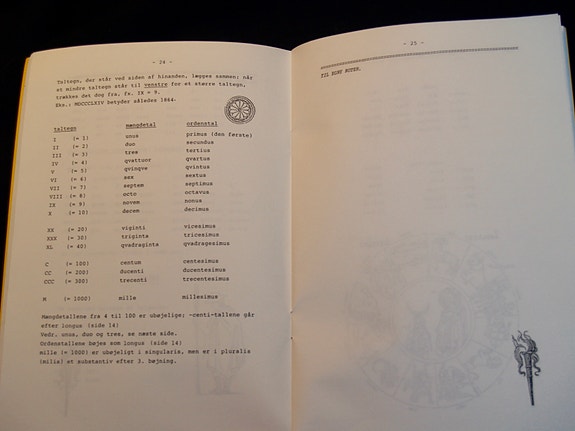 - 24 -
Taltegn, der står ved siden af hinanden, lægges sammen; når
et mindre taltegn står til venstre for et større taltegn,
trækkes det dog fra, fx. IX = 9.
Eks.: MDCCCLXIV betyder således 1864.
taltegn mængdetal ordenstal
I (= 1) unus primus (den første)
II (= 2) duo secundus
III (= 3) tres tertius
IV (= 4) qvattuor qvartus
V (= 5) qvinqve qvintus
VI (= 6) sex sextus
VII (= 7) septem septimus
VIII (= 8) octo octavus
IX (= 9) novem nonus
X (= 10) decem decimus
XX (= 20) viginti vicesimus
XXX (= 30) triginta tricesimus
XL (= 40) qvadraginta qvadragesimus
C (= 100) centum centesimus
CC (= 200) ducenti ducentesimus
CCC (= 300) trecenti trecentesimus
M (= 1000) mille millesimus
Mængdetallene fra 4 til 100 er ubøjelige; -centi-tallene går
efter longus (side 14)
Vedr. unus, duo og tres, se næste side.
Ordenstallene bøjes som longus (side 14)
mille (= 1000) er ubøjeligt i singularis, men er i pluralis
(milia) et substantiv efter 3. bøjning.
- 25 -
TIL EGNE NOTER.